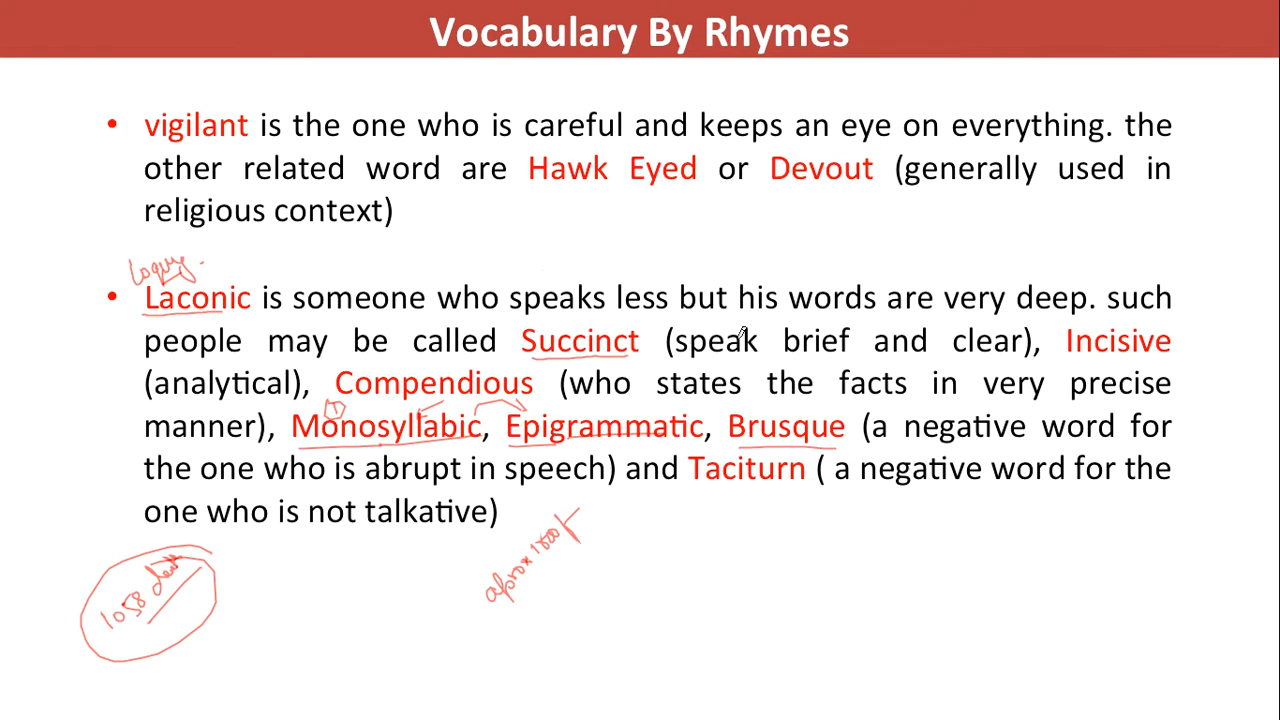 Vocabulary By Rhymes
• vigilant is the one who is careful and keeps an eye on everything. the
other related word are Hawk Eyed or Devout (generally used in
religious context)
• Laconic is someone who speaks less but his words are very deep. such
people may be called Succinct (speak brief and clear), Incisive
(analytical), Compendious (who states the facts in very precise
manner), Monosyllabic, Epigrammatic, Brusque (a negative word for
the one who is abrupt in speech) and Taciturn ( a negative word for the
one who is not talkative)
1058